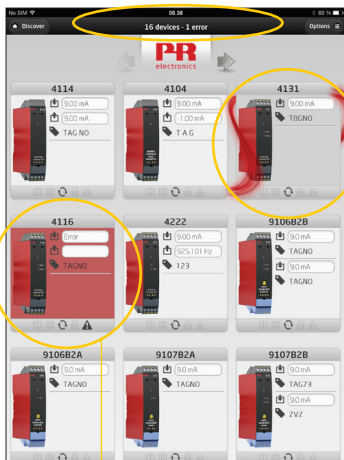 No SIM 08.38 60 %
Discover 16 devices - 1 error Options
PR
electronics
4114 4104 4131
9.00 mA 9.00 mA 9.00 mA
9.00 mA -1.00 mA TBGNO
TAG NO T A G
4116 4222 9106B2B
Error 9.00 mA 9.0 mA
925.101 Hz TAGNO
TAGNO 123 9.0 mA
TAGNO
9106B2A 9107B2A 9107B2B
9.0 mA 9.0 mA 9.0 mA
TAGNO TAGNO TAG73
9.0 mA
ZVZ